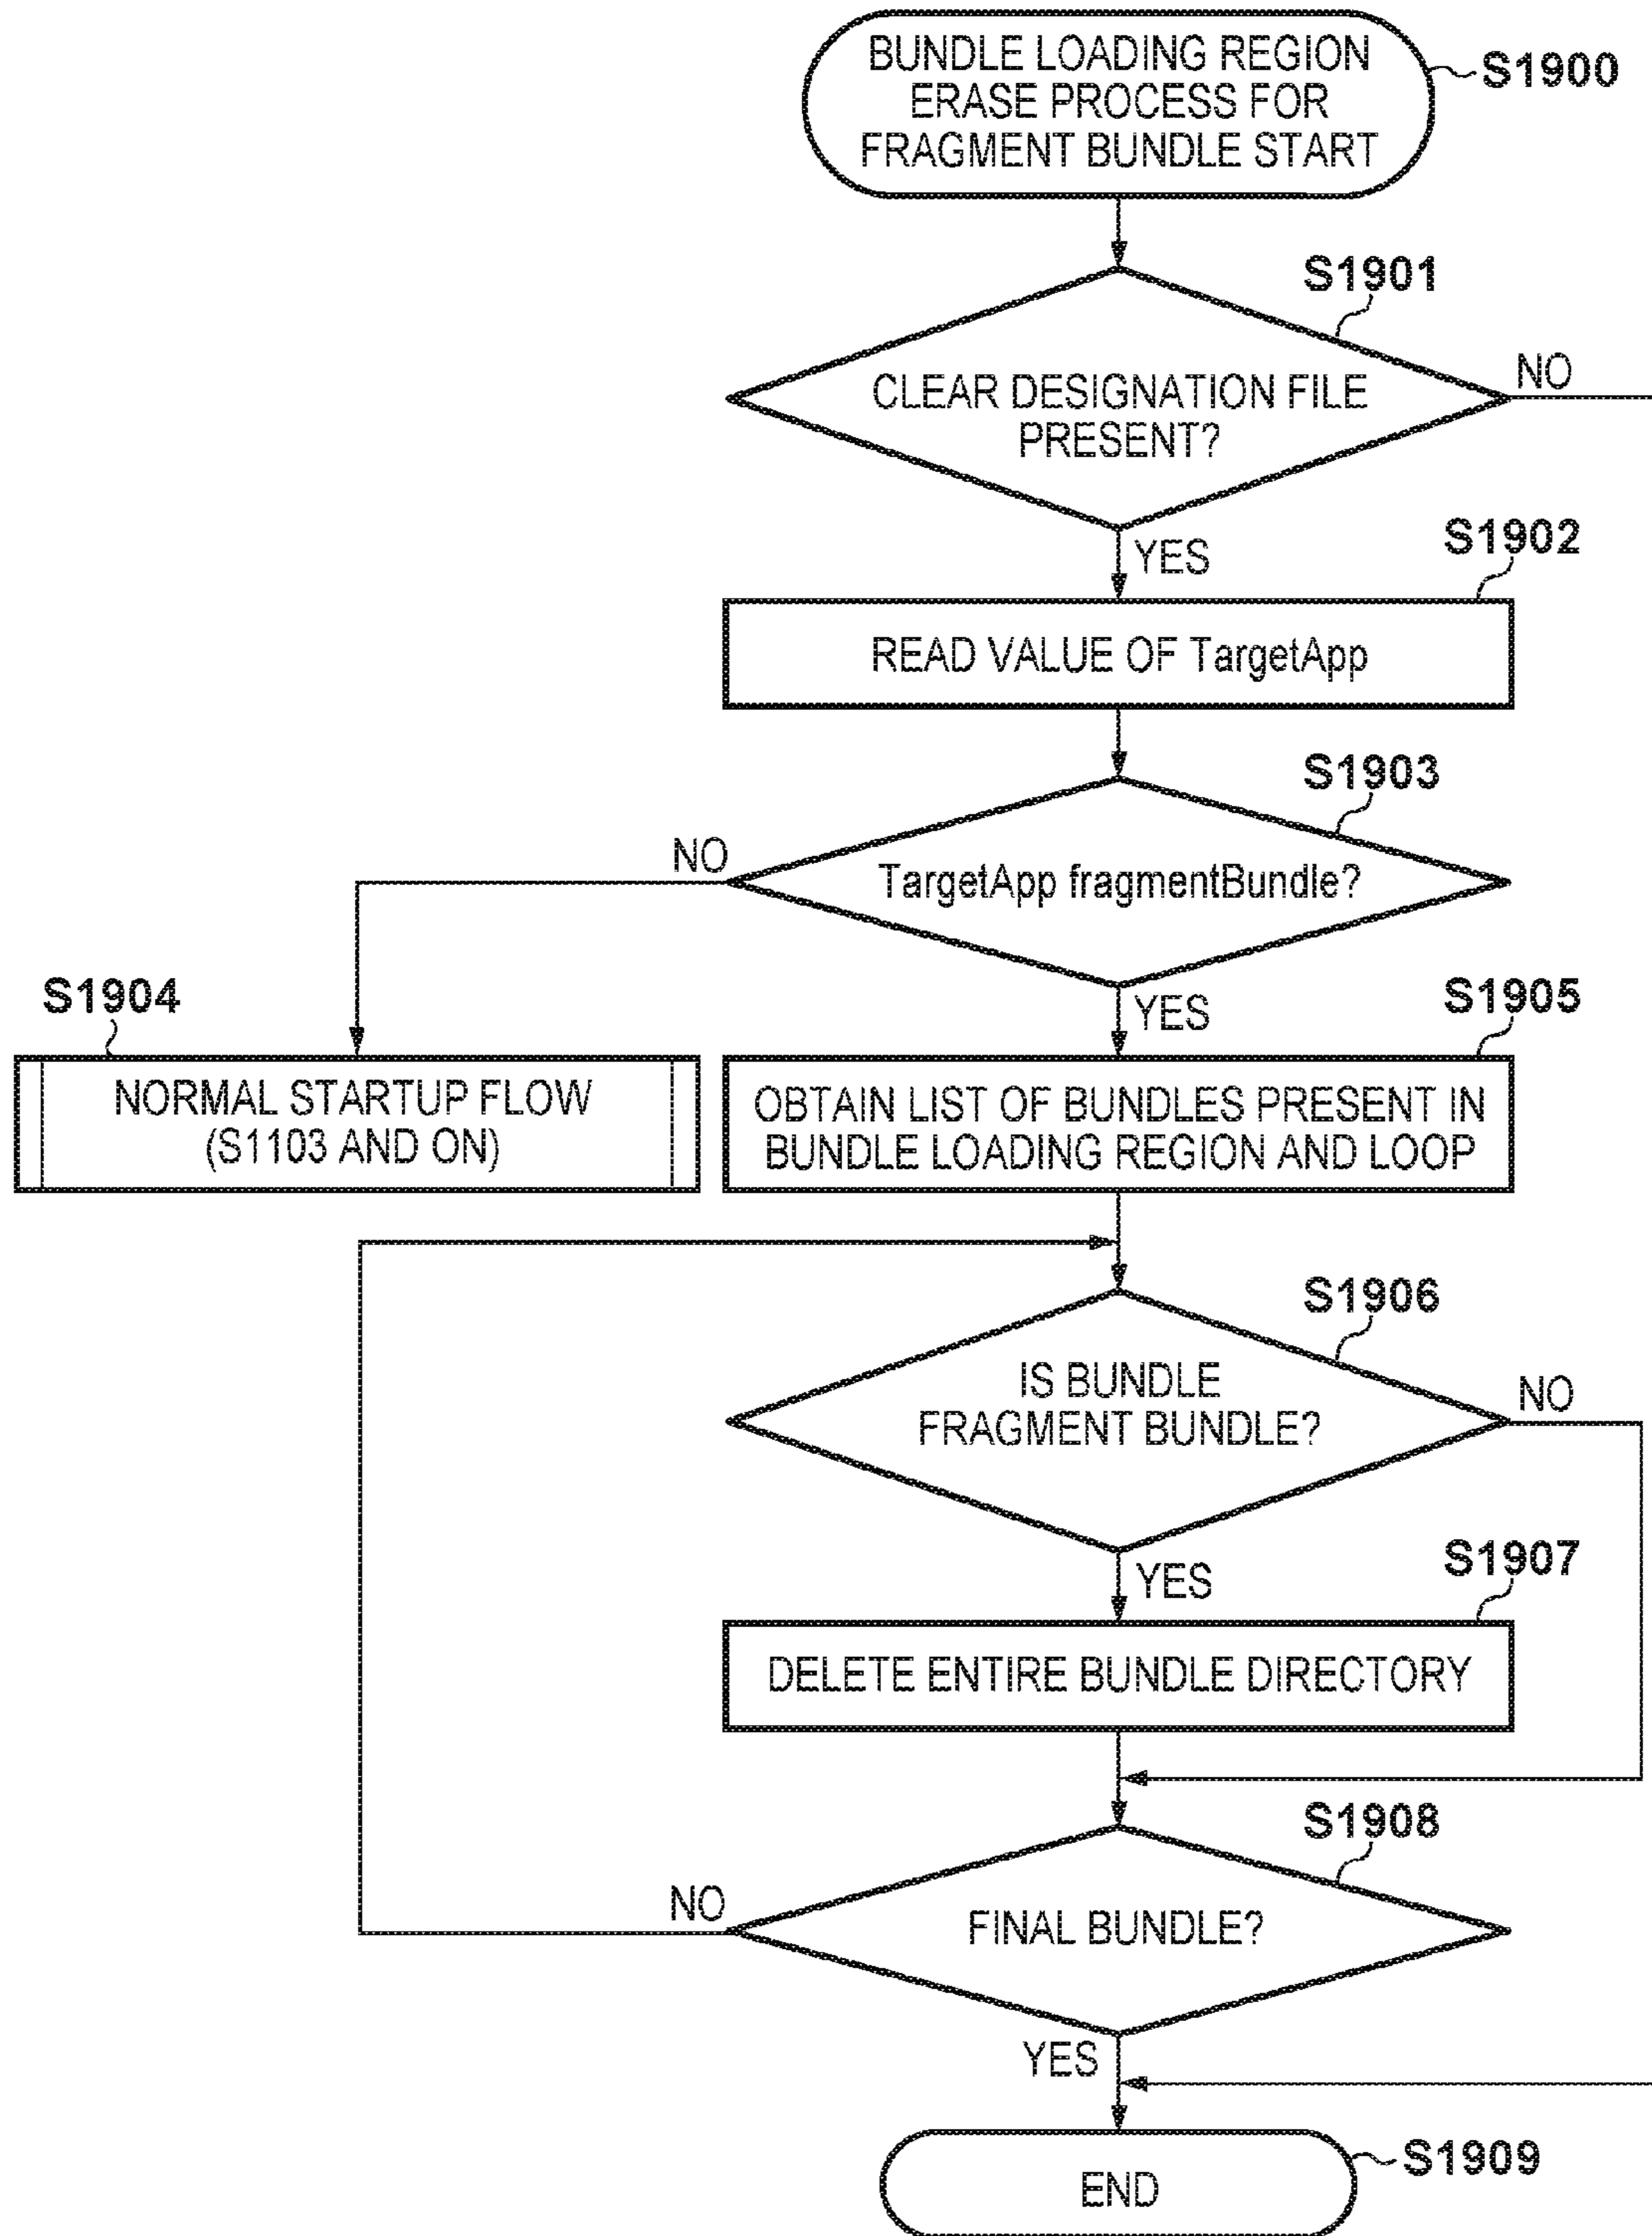 BUNDLE LOADING REGION
ERASE PROCESS FOR
FRAGMENT BUNDLE START
S1900
S1901
CLEAR DESIGNATION FILE
PRESENT?
NO
YES
S1902
READ VALUE OF TargetApp
S1903
NO
TargetApp fragmentBundle?
YES
S1904
NORMAL STARTUP FLOW
(S1103 AND ON)
S1905
OBTAIN LIST OF BUNDLES PRESENT IN
BUNDLE LOADING REGION AND LOOP
S1906
IS BUNDLE
FRAGMENT BUNDLE?
NO
YES
S1907
DELETE ENTIRE BUNDLE DIRECTORY
S1908
NO
FINAL BUNDLE?
YES
S1909
END